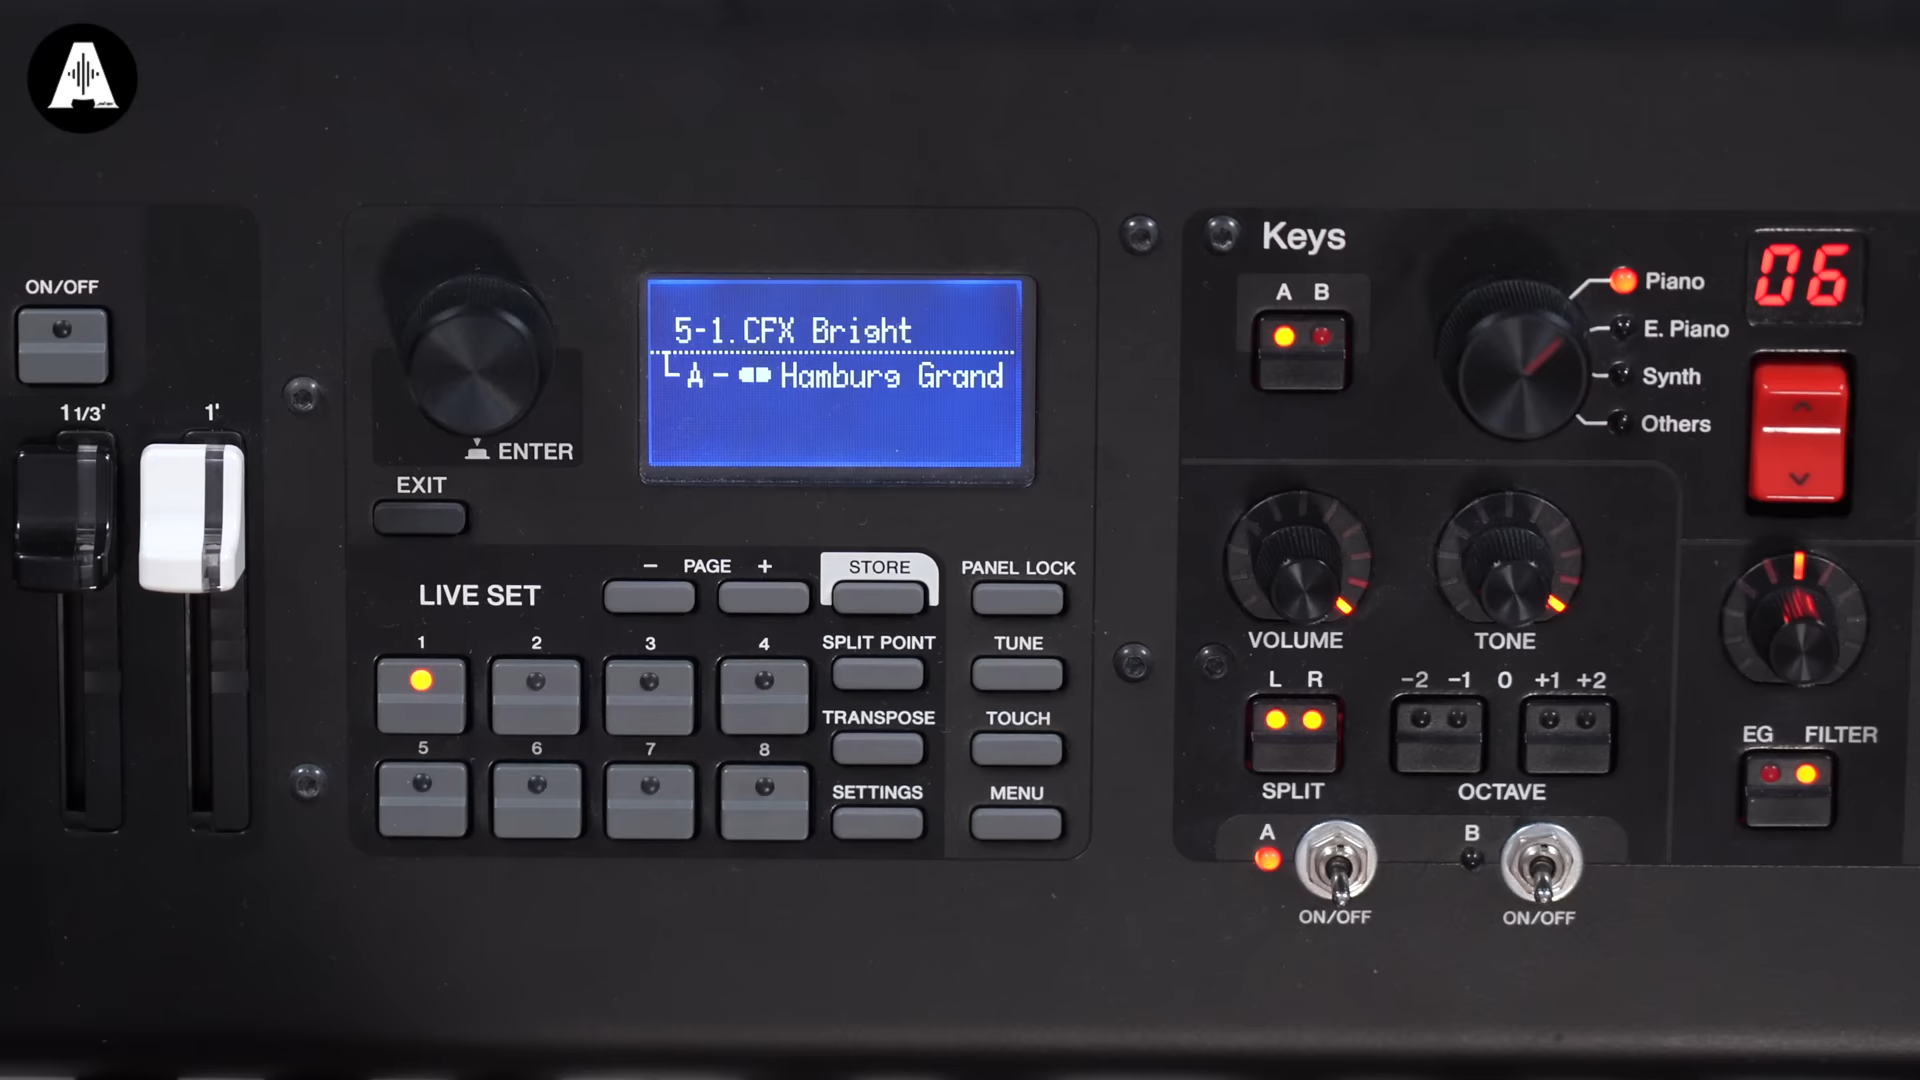 A
ON/OFF
1 1/3'
1'
ENTER
EXIT
5-1.CFX Bright
A - Hamburg Grand
LIVE SET
- PAGE +
STORE
PANEL LOCK
1 2 3 4
SPLIT POINT
TUNE
TRANSPOSE
TOUCH
5 6 7 8
SETTINGS
MENU
Keys
A B
Piano
E. Piano
Synth
Others
06
VOLUME
TONE
L R
SPLIT
-2 -1 0 +1 +2
OCTAVE
EG FILTER
A
ON/OFF
B
ON/OFF